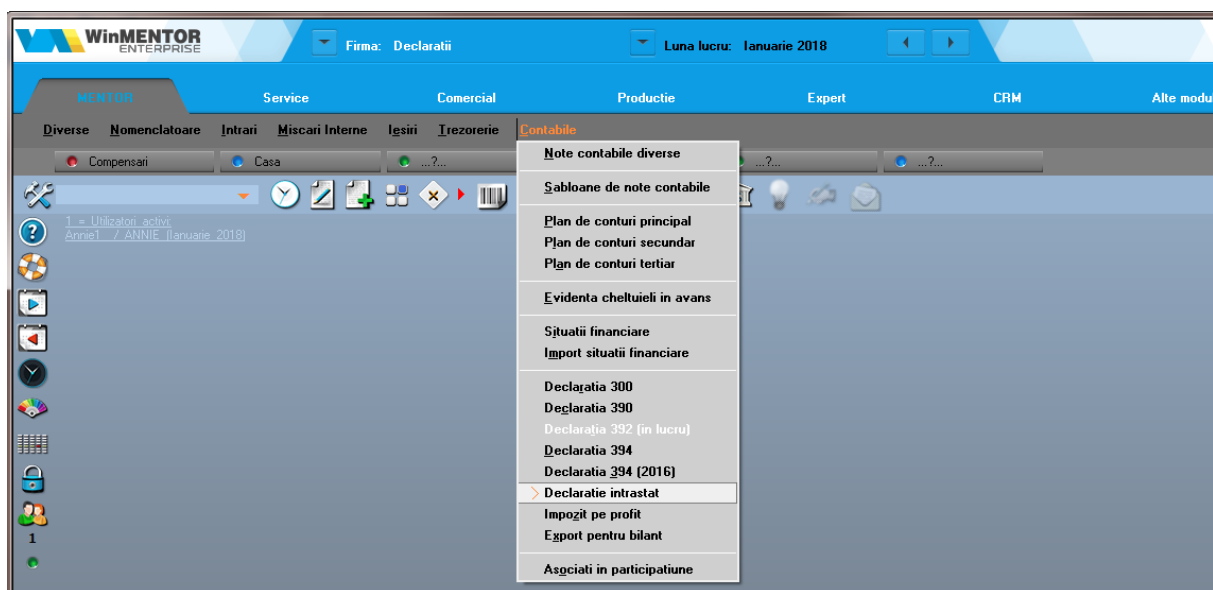 WinMENTOR
ENTERPRISE
Firma: Declaratii
Luna lucru: Ianuarie 2018
MENTOR Service Comercial Productie Expert CRM Alte modu
Diverse Nomenclatoare Intrari Miscari Interne Iesiri Trezorerie Contabile
Compensari Casa ...?... ...?... ...?...
1 = Utilizatori activi:
Annie1 / ANNIE (Ianuarie 2018)
1
Note contabile diverse
Sabloane de note contabile
Plan de conturi principal
Plan de conturi secundar
Plan de conturi tertiar
Evidenta cheltuieli in avans
Situatii financiare
Import situatii financiare
Declaratia 300
Declaratia 390
Declarația 392 (in lucru)
Declaratia 394
Declaratia 394 (2016)
Declaratie intrastat
Impozit pe profit
Export pentru bilant
Asociati in participatiune